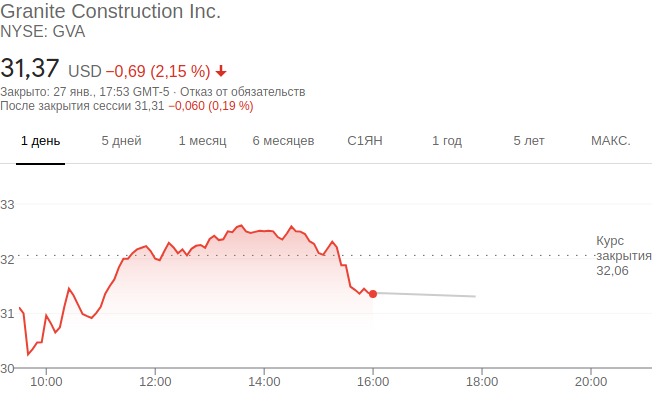 Granite Construction Inc.
NYSE: GVA
31,37 USD −0,69 (2,15 %)
Закрыто: 27 янв., 17:53 GMT-5 · Отказ от обязательств
После закрытия сессии 31,31 −0,060 (0,19 %)
1 день 5 дней 1 месяц 6 месяцев С1ЯН 1 год 5 лет МАКС.
33
32
31
30
Курс
закрытия
32,06
10:00 12:00 14:00 16:00 18:00 20:00